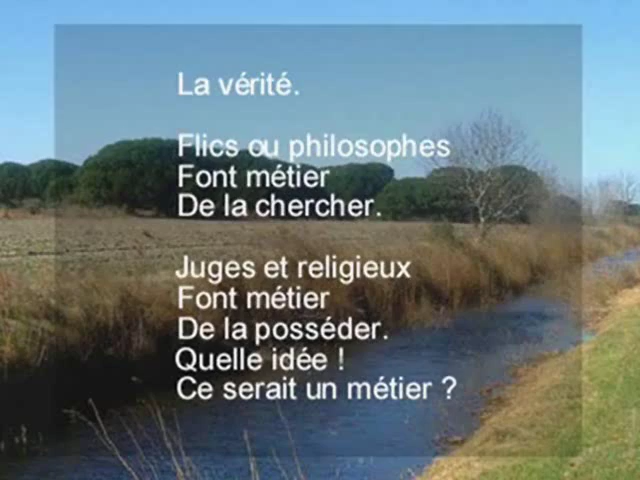 La vérité.
Flics ou philosophes
Font métier
De la chercher.
Juges et religieux
Font métier
De la posséder.
Quelle idée !
Ce serait un métier ?